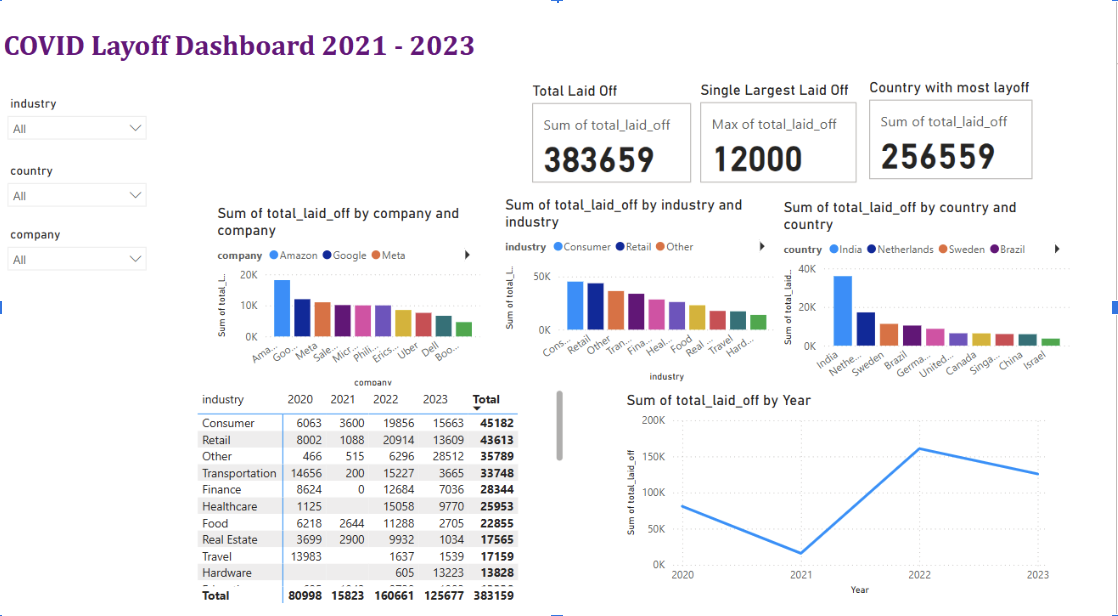 COVID Layoff Dashboard 2021 - 2023
industry
All
country
All
company
All
Total Laid Off
Sum of total_laid_off
383659
Single Largest Laid Off
Max of total_laid_off
12000
Country with most layoff
Sum of total_laid_off
256559
Sum of total_laid_off by company and
company
company Amazon Google Meta
Sum of total_l...
20K
10K
0K
Ama... Goo... Meta Sale... Micr... Phili... Erics... Uber Dell Boo...
company
Sum of total_laid_off by industry and
industry
industry Consumer Retail Other
Sum of total_l...
50K
0K
Cons... Retail Other Tran... Fina... Heal... Food Real ... Travel Hard...
industry
Sum of total_laid_off by country and
country
country India Netherlands Sweden Brazil
Sum of total_laid...
40K
20K
0K
India Nethe... Sweden Brazil Germa... United... Canada Singa... China Israel
industry 2020 2021 2022 2023 Total
Consumer 6063 3600 19856 15663 45182
Retail 8002 1088 20914 13609 43613
Other 466 515 6296 28512 35789
Transportation 14656 200 15227 3665 33748
Finance 8624 0 12684 7036 28344
Healthcare 1125 15058 9770 25953
Food 6218 2644 11288 2705 22855
Real Estate 3699 2900 9932 1034 17565
Travel 13983 1637 1539 17159
Hardware 605 13223 13828
Total 80998 15823 160661 125677 383159
Sum of total_laid_off by Year
Sum of total_laid_off
200K
150K
100K
50K
0K
2020 2021 2022 2023
Year